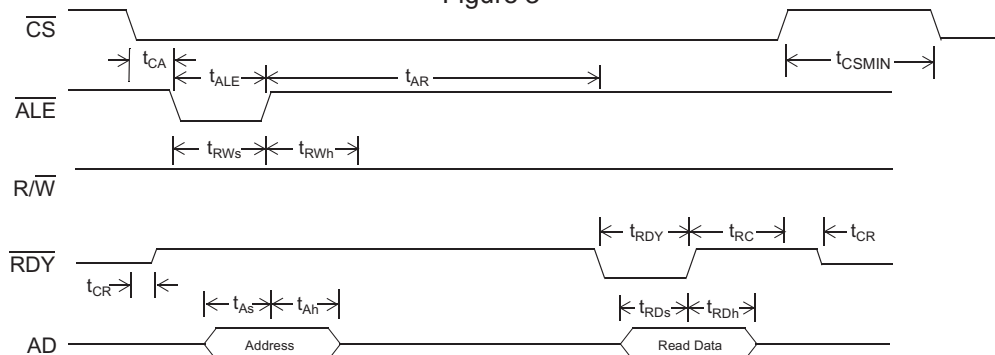 Figure 3
CS
tCA
tALE
tAR
tCSMIN
ALE
tRWs
tRWh
R/W
tRDY
tRC
tCR
RDY
tCR
tAs
tAh
tRDs
tRDh
AD
Address
Read Data